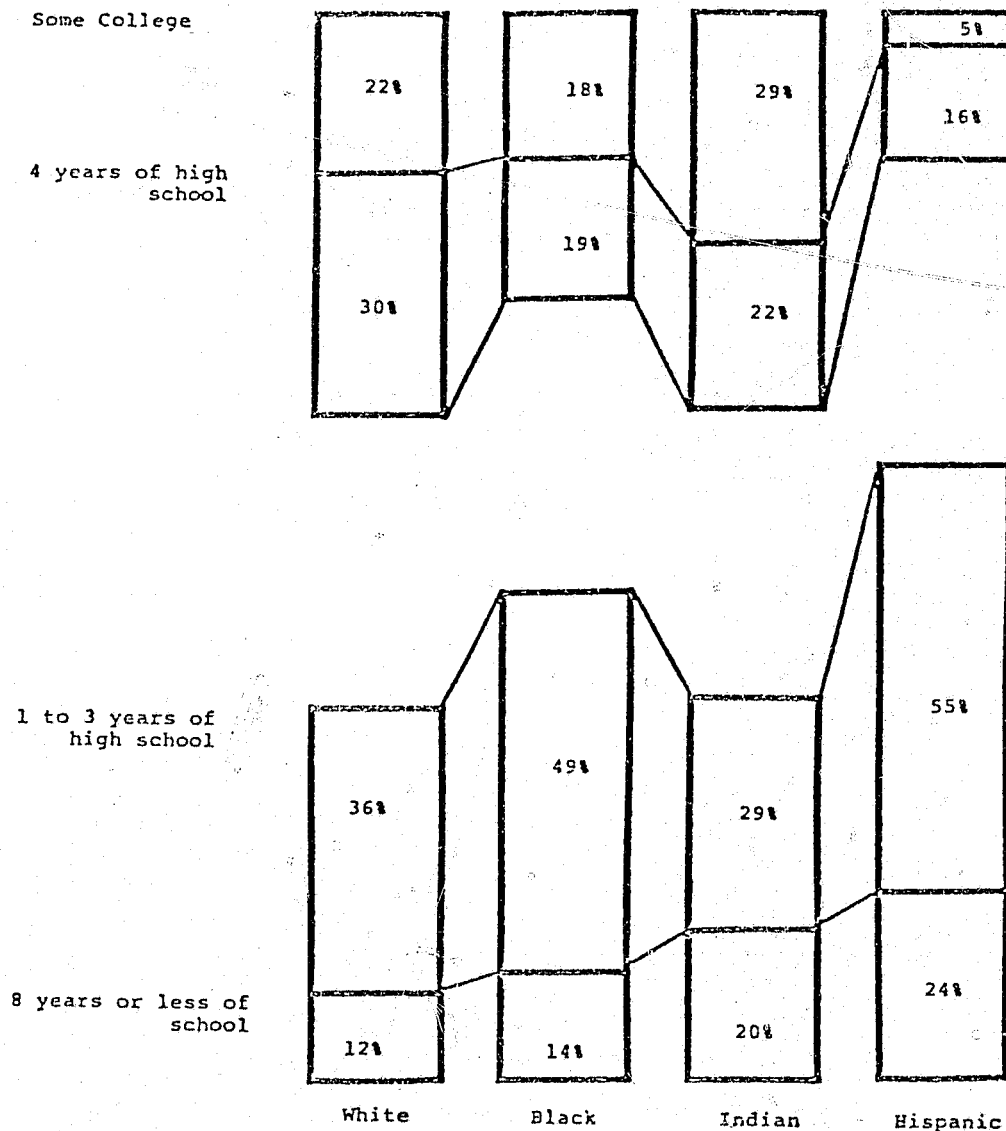 Some College
5%
22%
18%
29%
16%
4 years of high
school
19%
30%
22%
1 to 3 years of
high school
55%
49%
36%
29%
8 years or less of
school
24%
20%
12%
14%
White
Black
Indian
Hispanic